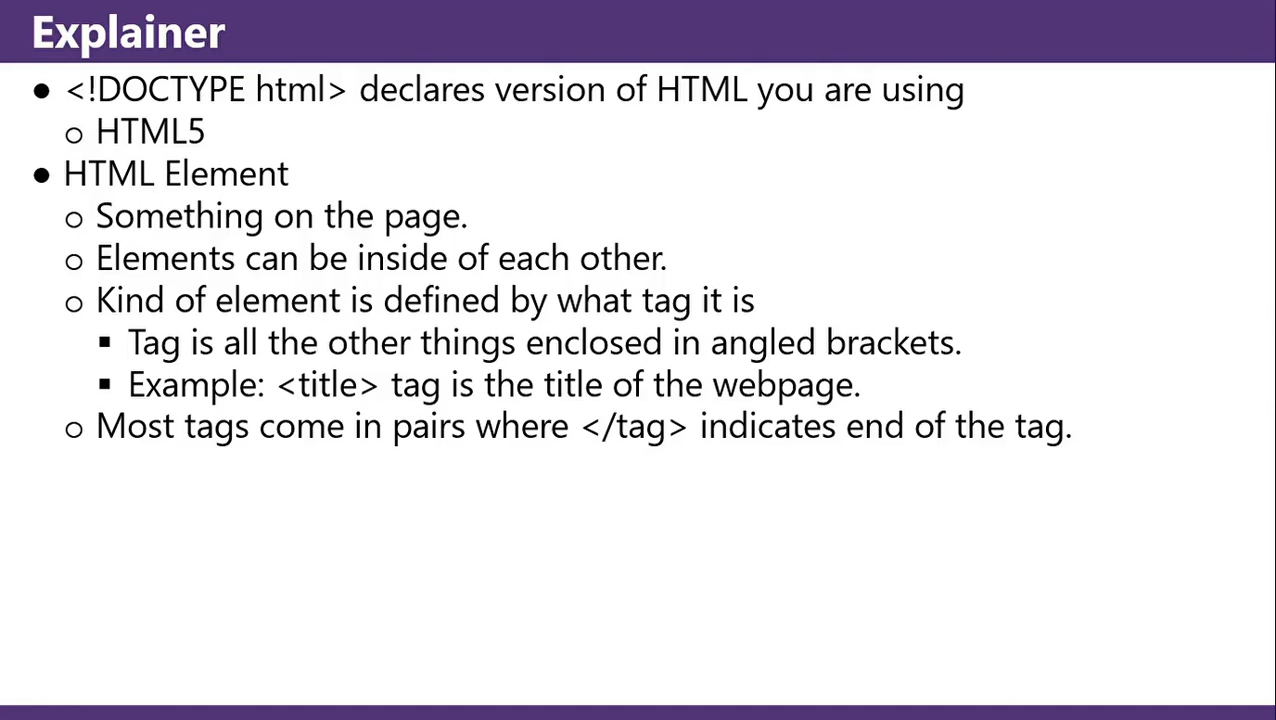 Explainer
● <!DOCTYPE html> declares version of HTML you are using
○ HTML5
● HTML Element
○ Something on the page.
○ Elements can be inside of each other.
○ Kind of element is defined by what tag it is
▪ Tag is all the other things enclosed in angled brackets.
▪ Example: <title> tag is the title of the webpage.
○ Most tags come in pairs where </tag> indicates end of the tag.